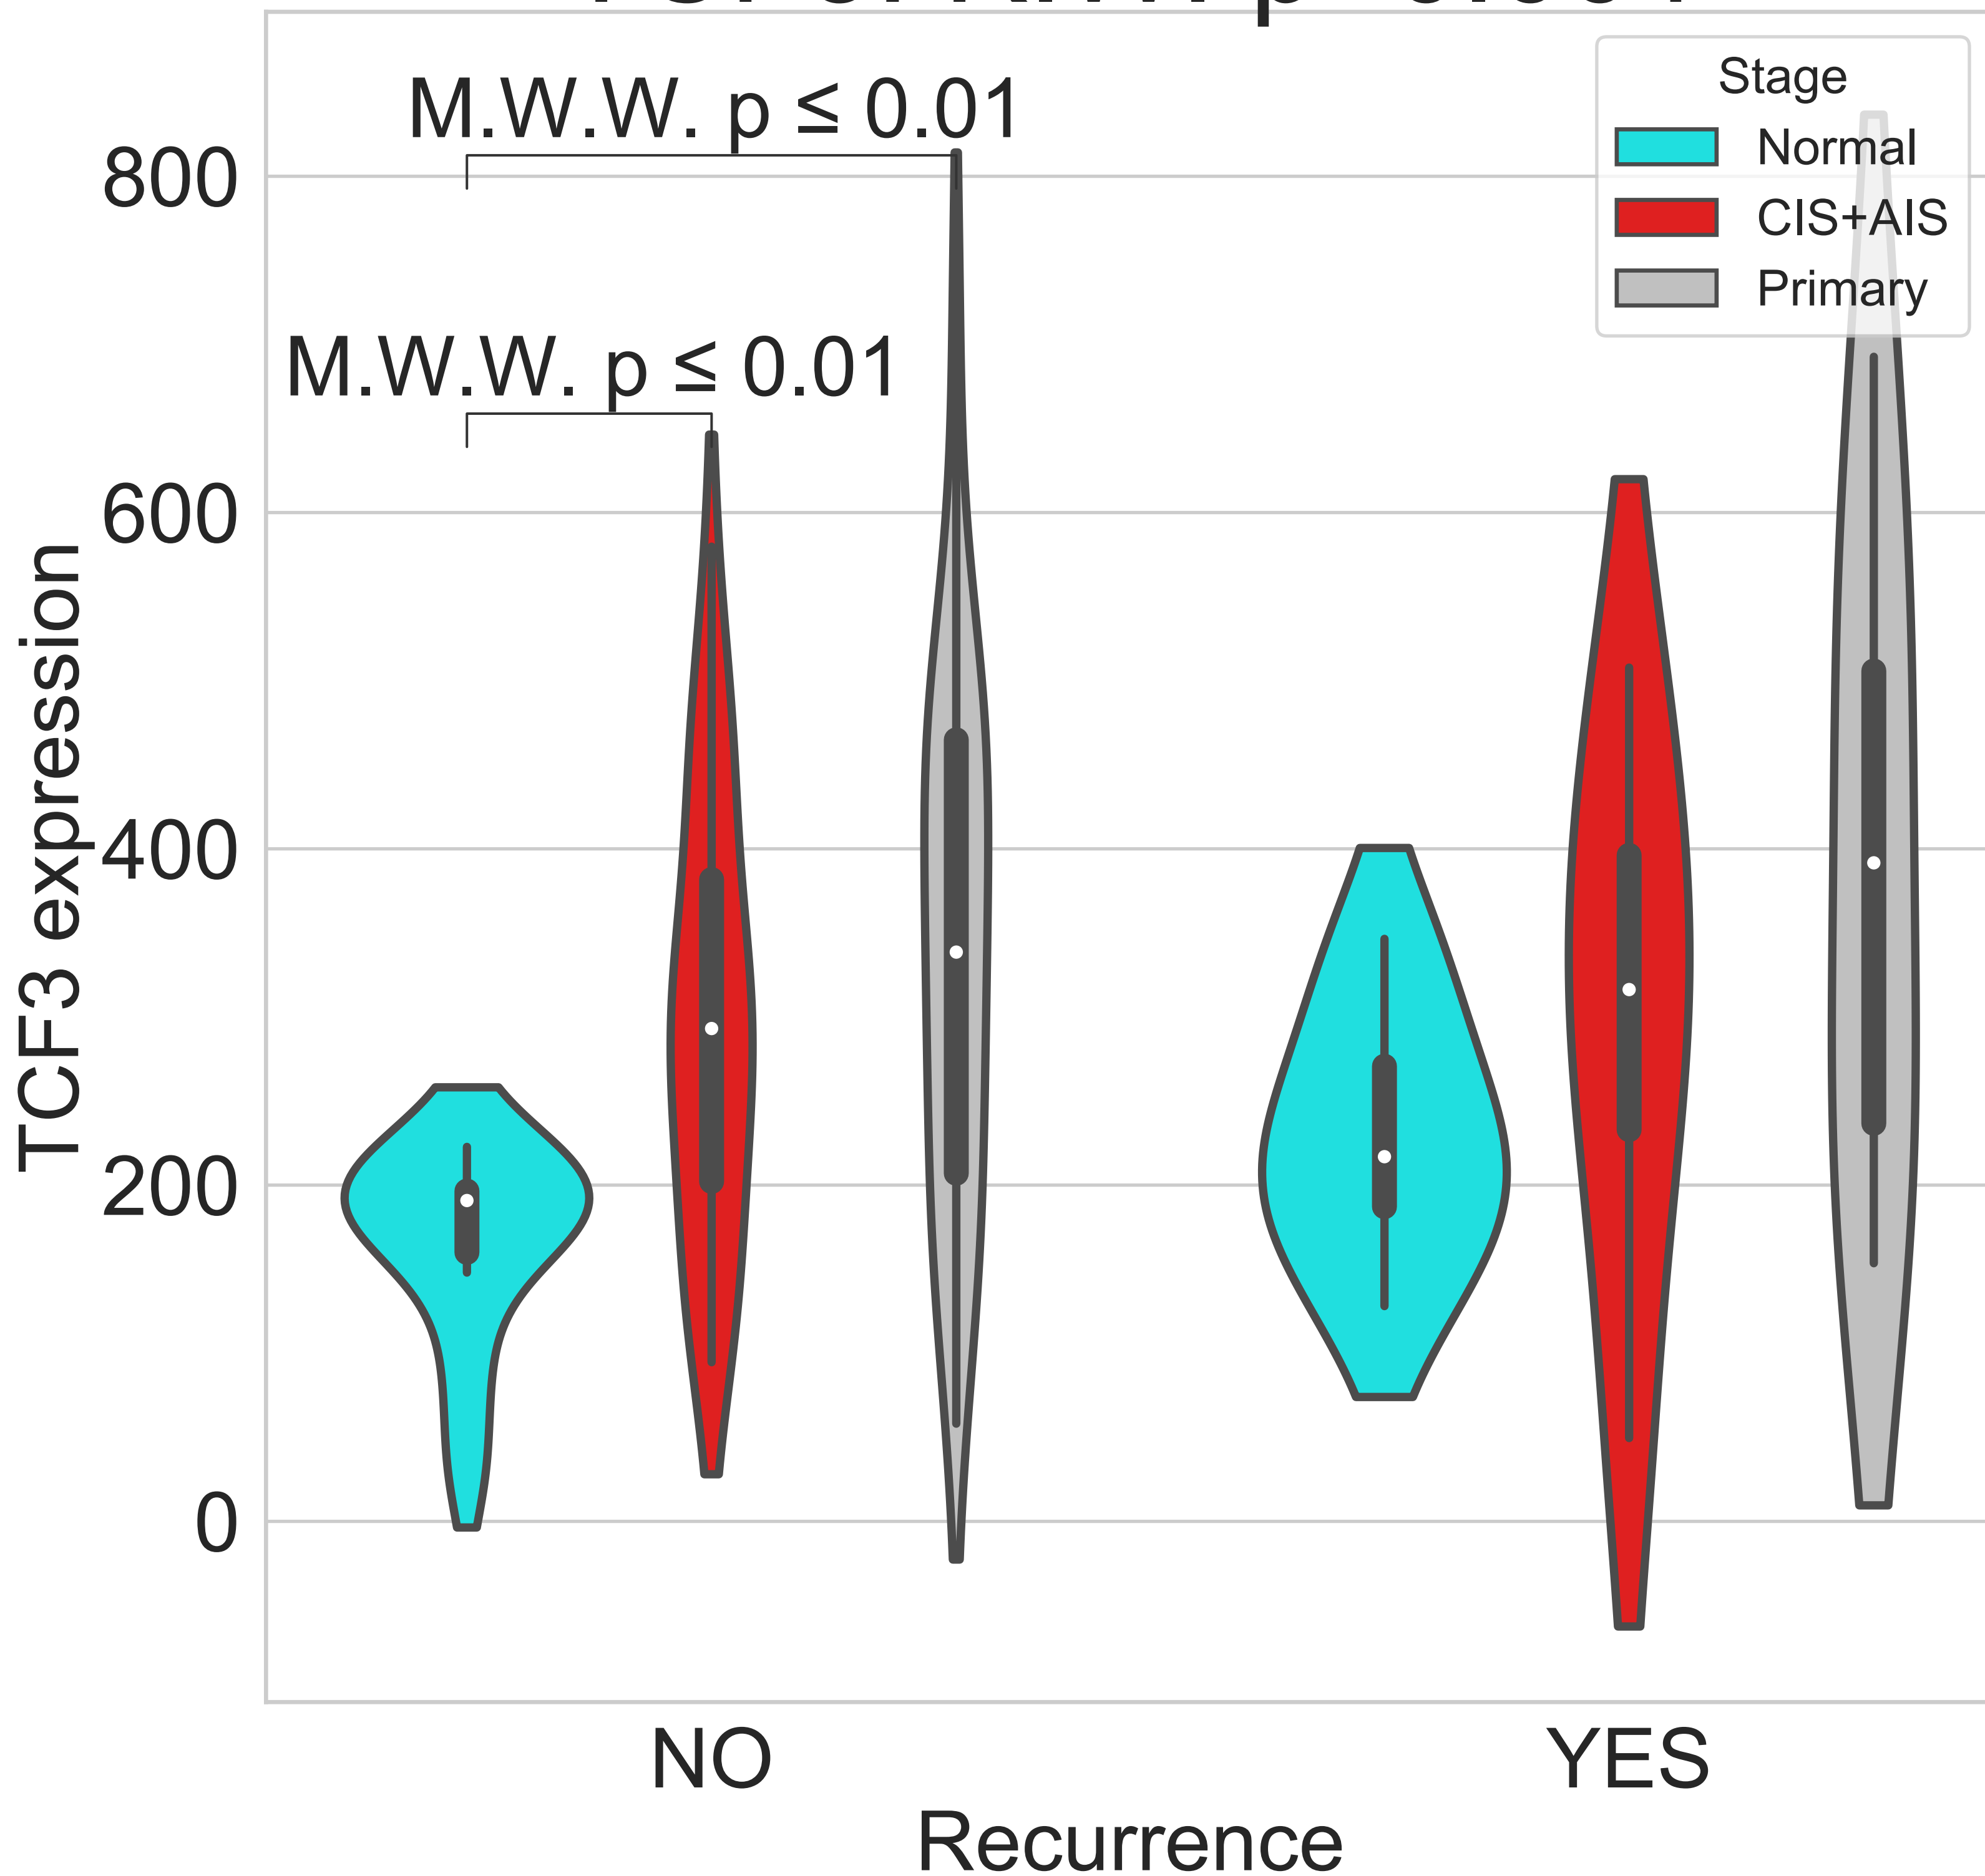 M.W.W. p ≤ 0.01
M.W.W. p ≤ 0.01
Stage
Normal
CIS+AIS
Primary
800
600
400
200
0
TCF3 expression
NO
YES
Recurrence